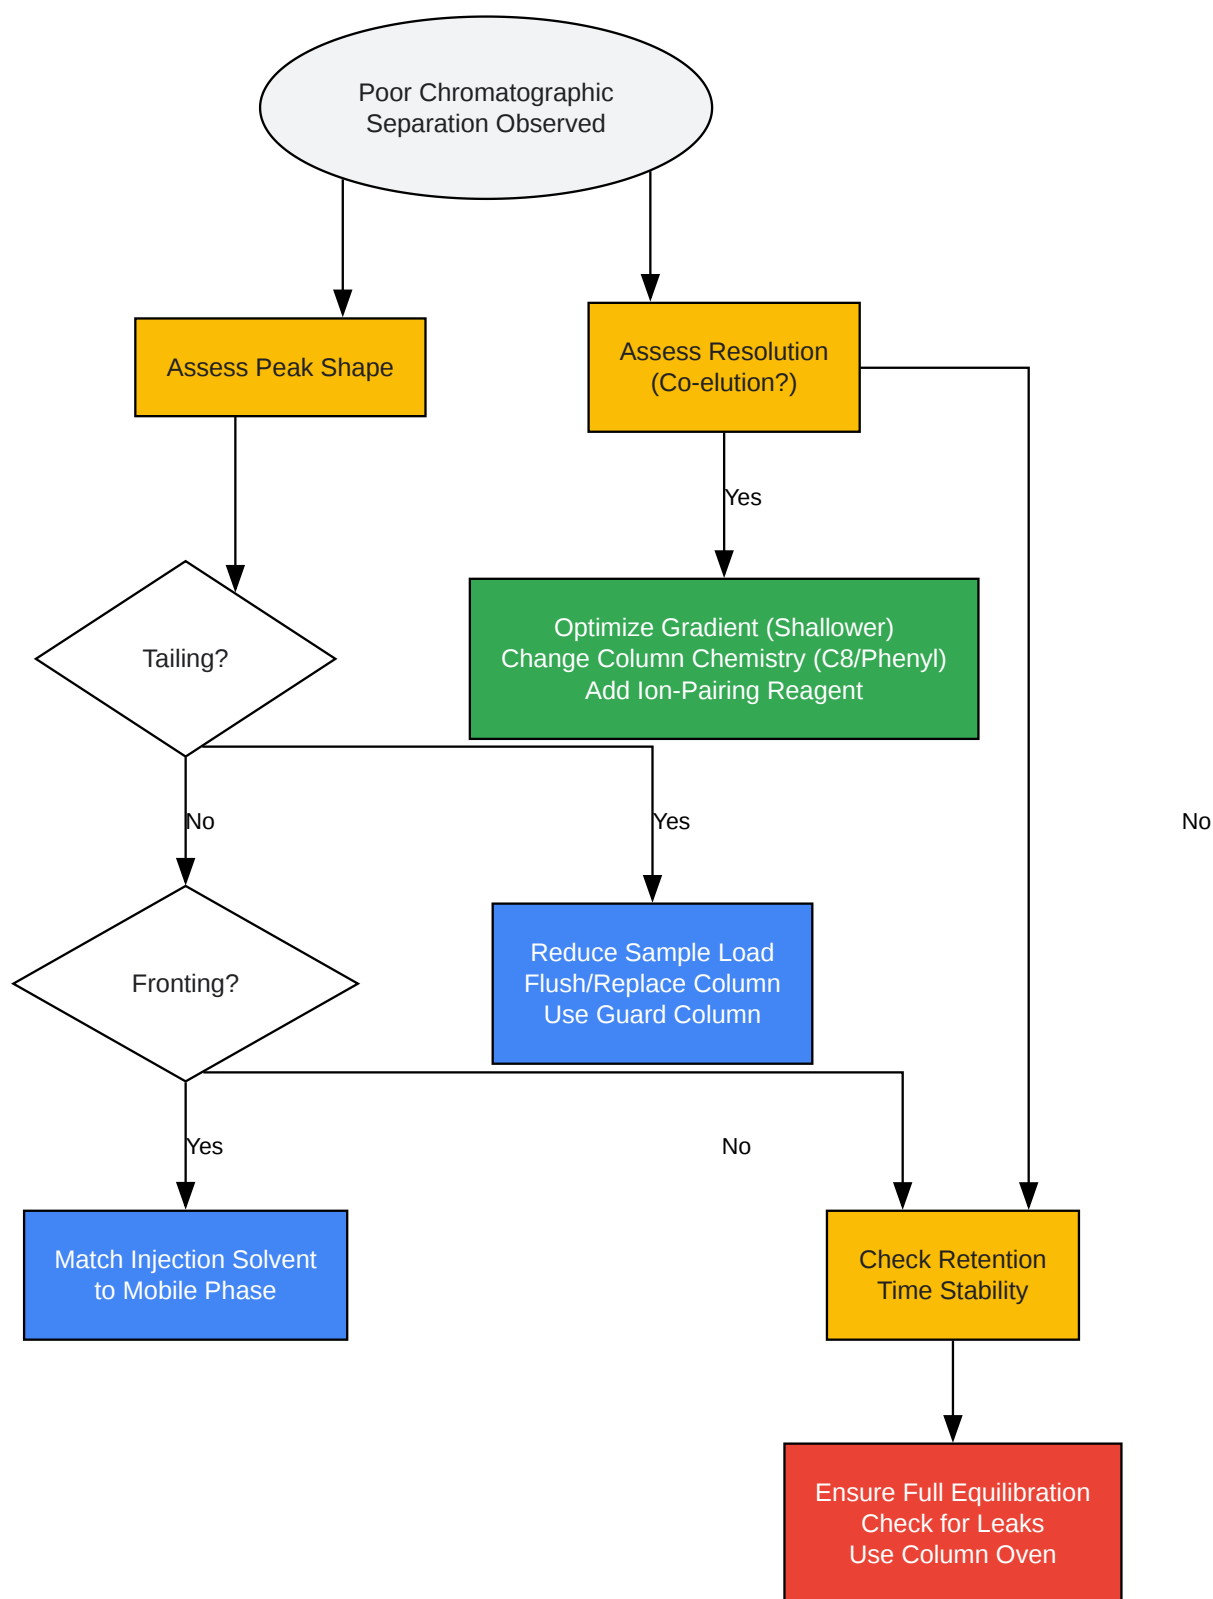 Poor Chromatographic
Separation Observed
Assess Peak Shape
Assess Resolution
(Co-elution?)
Yes
Tailing?
Optimize Gradient (Shallower)
Change Column Chemistry (C8/Phenyl)
Add Ion-Pairing Reagent
No
Yes
No
Fronting?
Reduce Sample Load
Flush/Replace Column
Use Guard Column
Yes
No
Match Injection Solvent
to Mobile Phase
Check Retention
Time Stability
Ensure Full Equilibration
Check for Leaks
Use Column Oven